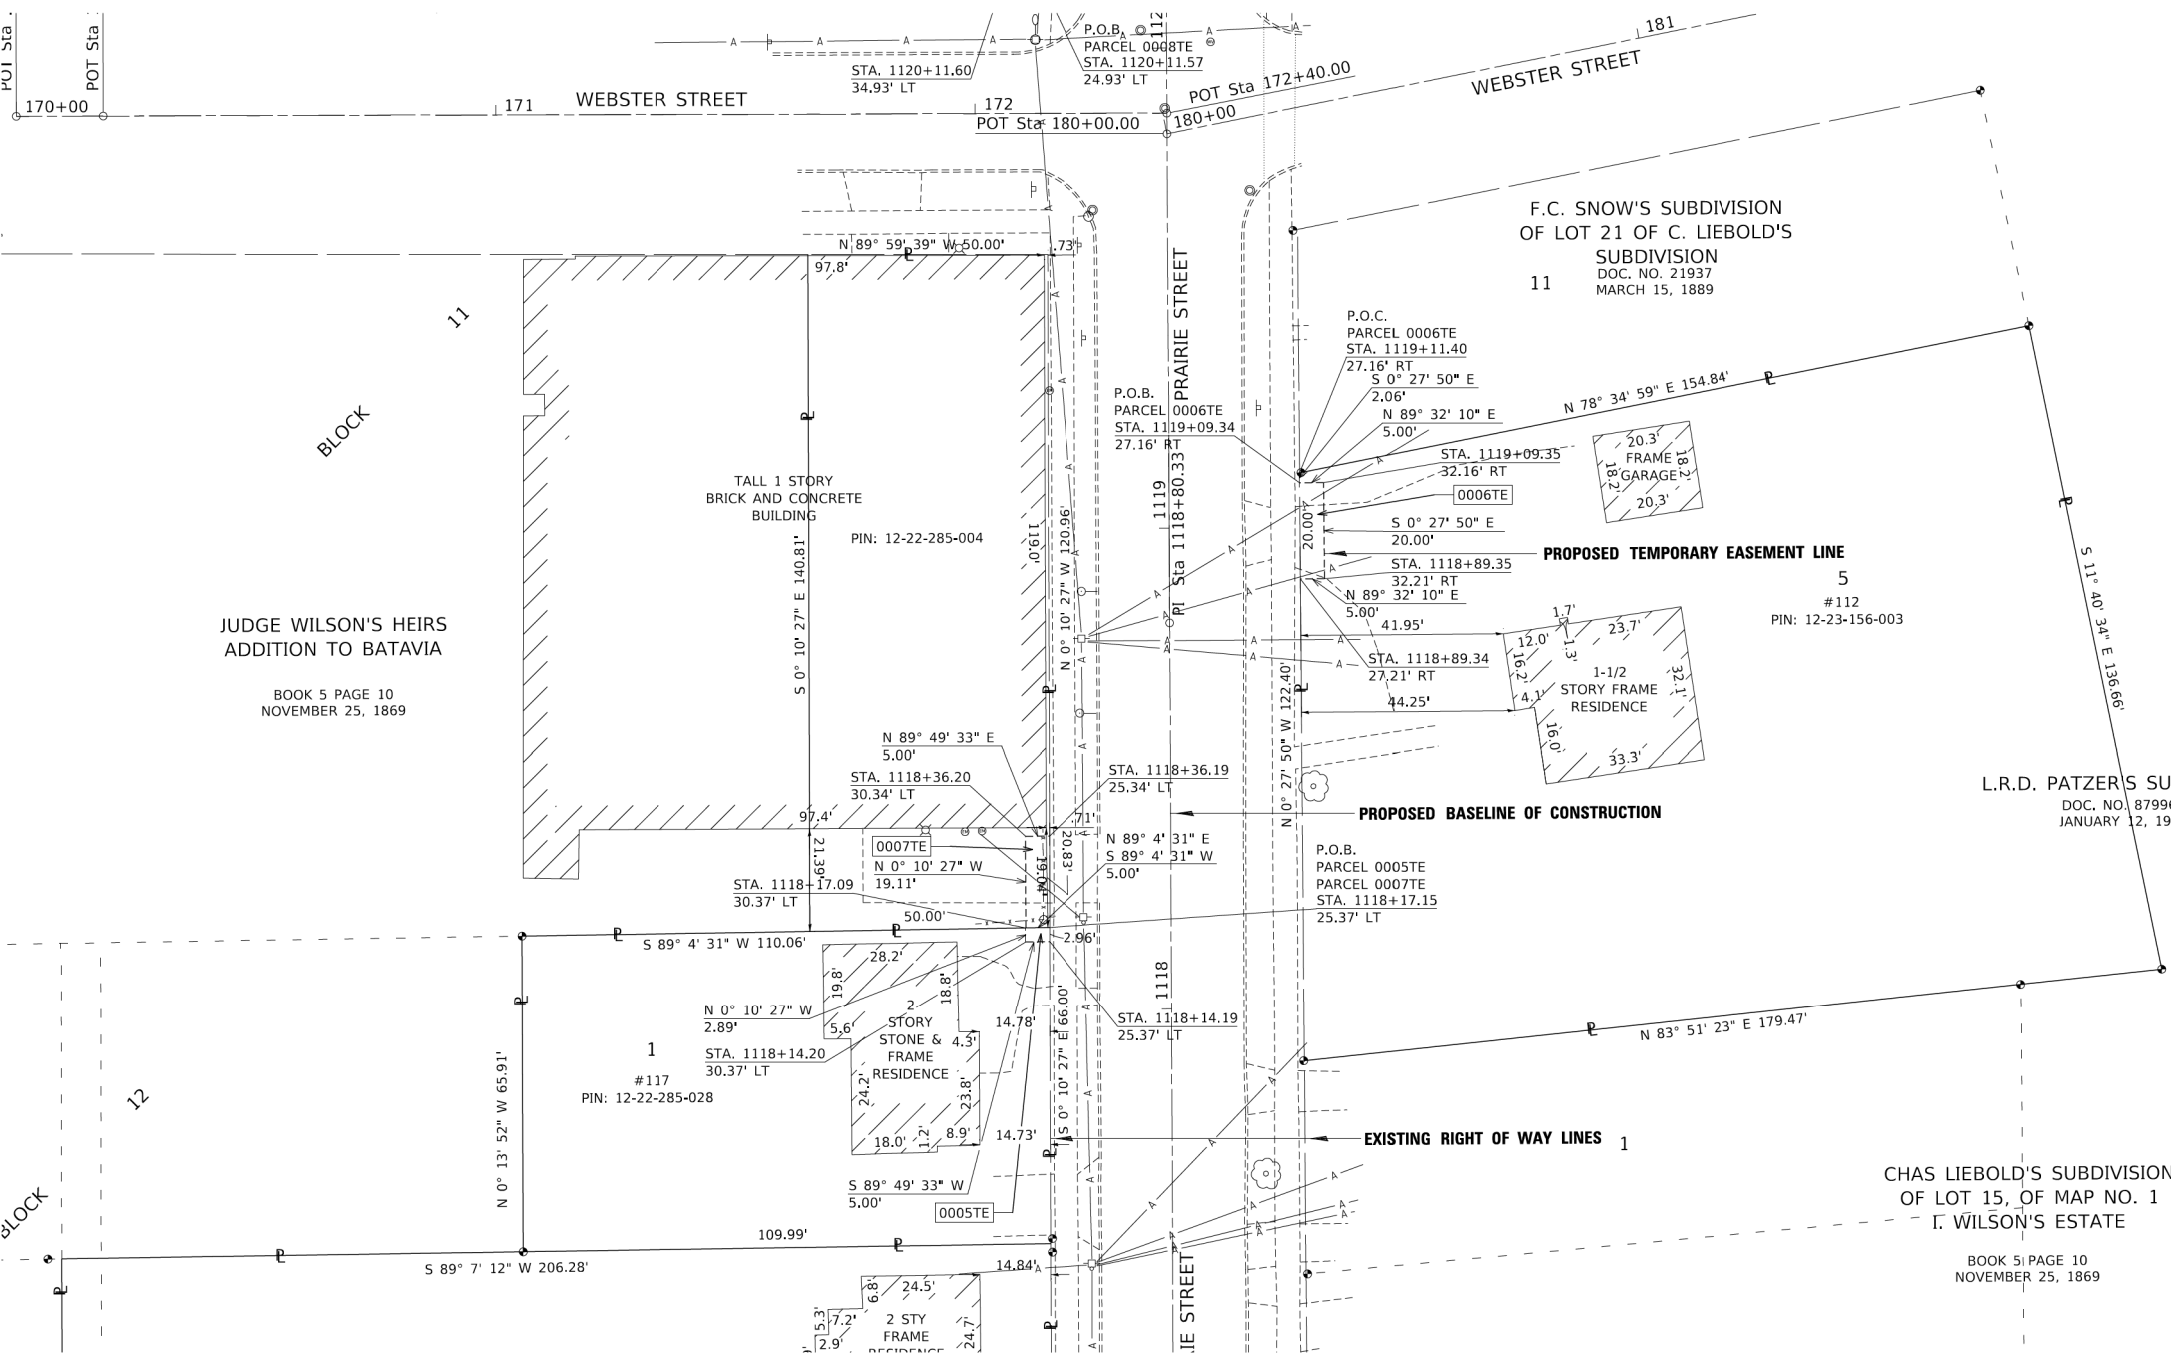 POT Sta
POT Sta
170+00
171
WEBSTER STREET
172
POT Sta 180+00.00
STA. 1120+11.60
34.93' LT
P.O.B.
PARCEL 0008TE
STA. 1120+11.57
24.93' LT
112
POT Sta 172+40.00
180+00
WEBSTER STREET
181
F.C. SNOW'S SUBDIVISION
OF LOT 21 OF C. LIEBOLD'S
SUBDIVISION
DOC. NO. 21937
MARCH 15, 1889
11
N 89° 59' 39" W 50.00'
.73'
97.8'
11
BLOCK
TALL 1 STORY
BRICK AND CONCRETE
BUILDING
PIN: 12-22-285-004
S 0° 10' 27" E 140.81'
119.0'
N 0° 10' 27" W 120.96'
PRAIRIE STREET
1119
PI Sta 1118+80.33
P.O.C.
PARCEL 0006TE
STA. 1119+11.40
27.16' RT
S 0° 27' 50" E
2.06'
N 89° 32' 10" E
5.00'
P.O.B.
PARCEL 0006TE
STA. 1119+09.34
27.16' RT
STA. 1119+09.35
32.16' RT
0006TE
20.00'
S 0° 27' 50" E
20.00'
PROPOSED TEMPORARY EASEMENT LINE
STA. 1118+89.35
32.21' RT
N 89° 32' 10" E
5.00'
41.95'
STA. 1118+89.34
27.21' RT
44.25'
N 78° 34' 59" E 154.84'
20.3'
FRAME
GARAGE
18.2'
18.2'
20.3'
5
#112
PIN: 12-23-156-003
S 11° 40' 34" E 136.66'
1.7'
12.0'
23.7'
1.3'
16.2'
4.1'
1-1/2
STORY FRAME
RESIDENCE
32.1'
16.0'
33.3'
JUDGE WILSON'S HEIRS
ADDITION TO BATAVIA
BOOK 5 PAGE 10
NOVEMBER 25, 1869
N 89° 49' 33" E
5.00'
STA. 1118+36.20
30.34' LT
STA. 1118+36.19
25.34' LT
PROPOSED BASELINE OF CONSTRUCTION
N 0° 27' 50" W 122.40'
L.R.D. PATZER'S SU
DOC. NO. 87996
JANUARY 12, 19
97.4'
.71'
21.39'
0007TE
N 0° 10' 27" W
19.11'
19.04'
20.83'
N 89° 4' 31" E
S 89° 4' 31" W
5.00'
P.O.B.
PARCEL 0005TE
PARCEL 0007TE
STA. 1118+17.15
25.37' LT
STA. 1118+17.09
30.37' LT
50.00'
S 89° 4' 31" W 110.06'
2.96'
28.2'
19.8'
18.8'
5.6'
2
STORY
STONE &
FRAME
RESIDENCE
4.3'
24.2'
23.8'
18.0'
1.2'
8.9'
N 0° 10' 27" W
2.89'
STA. 1118+14.20
30.37' LT
14.78'
14.73'
S 0° 10' 27" E 66.00'
STA. 1118+14.19
25.37' LT
1118
N 83° 51' 23" E 179.47'
1
#117
PIN: 12-22-285-028
N 0° 13' 52" W 65.91'
12
BLOCK
EXISTING RIGHT OF WAY LINES
1
S 89° 49' 33" W
5.00'
0005TE
109.99'
S 89° 7' 12" W 206.28'
14.84'
CHAS LIEBOLD'S SUBDIVISION
OF LOT 15, OF MAP NO. 1
I. WILSON'S ESTATE
BOOK 5 PAGE 10
NOVEMBER 25, 1869
6.8'
24.5'
5.3'
7.2'
2.9'
2 STY
FRAME
RESIDENCE
24.7'
IE STREET